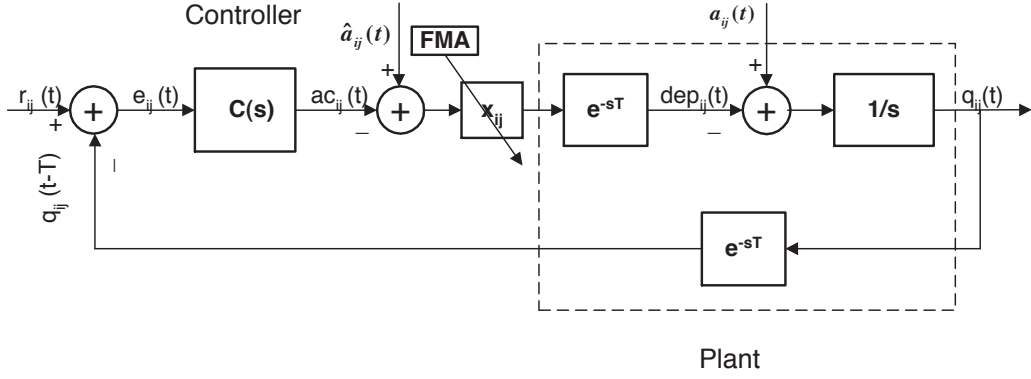 Controller
â_ij(t)
FMA
a_ij(t)
r_ij(t)
+
+
e_ij(t)
C(s)
ac_ij(t)
+
−
+
x_ij
e^-sT
dep_ij(t)
+
−
+
1/s
q_ij(t)
−
q_ij(t-T)
e^-sT
Plant